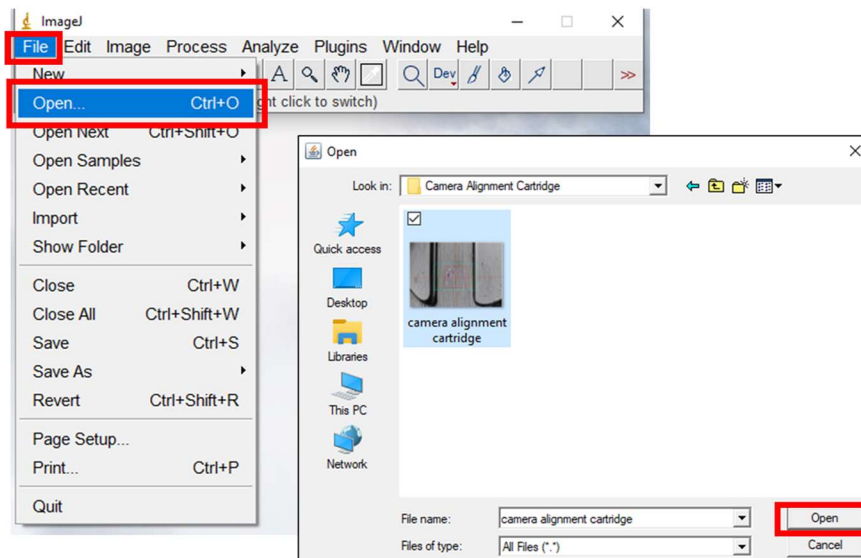 ImageJ
File Edit Image Process Analyze Plugins Window Help
A Dev >>
ght click to switch)
New
Open... Ctrl+O
Open Next Ctrl+Shift+O
Open Samples
Open Recent
Import
Show Folder
Close Ctrl+W
Close All Ctrl+Shift+W
Save Ctrl+S
Save As
Revert Ctrl+Shift+R
Page Setup...
Print... Ctrl+P
Quit
Open
Look in: Camera Alignment Cartridge
Quick access
Desktop
Libraries
This PC
Network
camera alignment
cartridge
File name: camera alignment cartridge Open
Files of type: All Files (*.*) Cancel